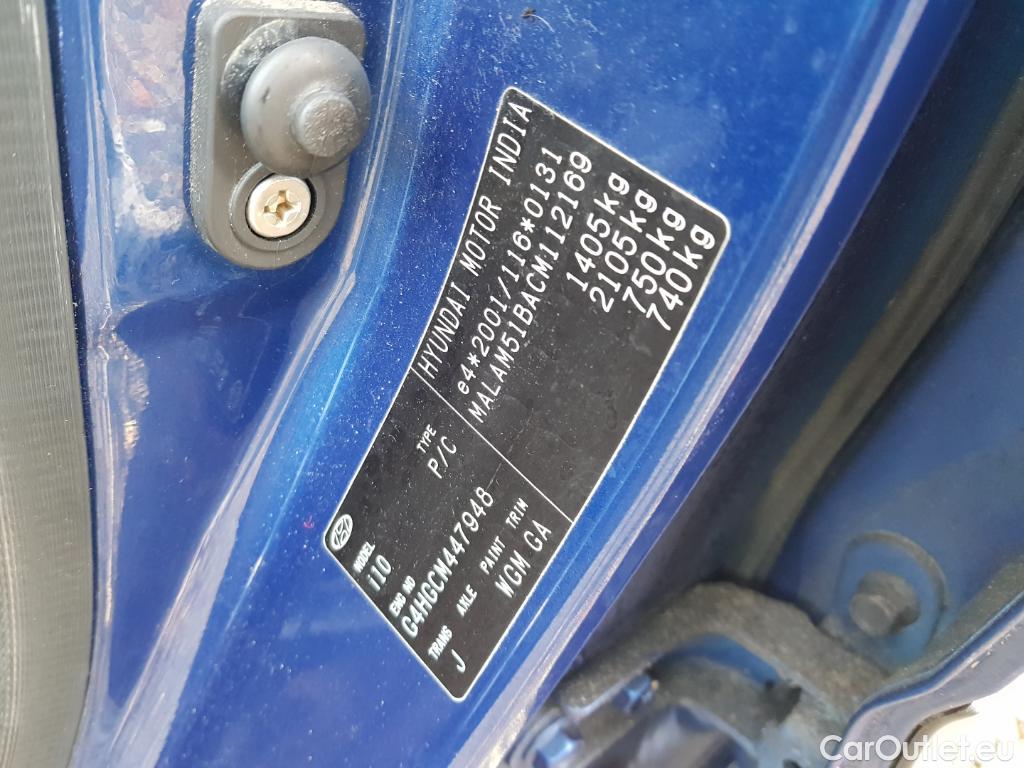 HYUNDAI MOTOR INDIA
e4*2001/116*0131
MALAM51BACM112169
1405kg
2105kg
750kg
740kg
MODEL TYPE
i10 P/C
ENG NO
G4HGCM447948
TRANS AXLE PAINT TRIM
J WGM GA
CarOutlet.eu